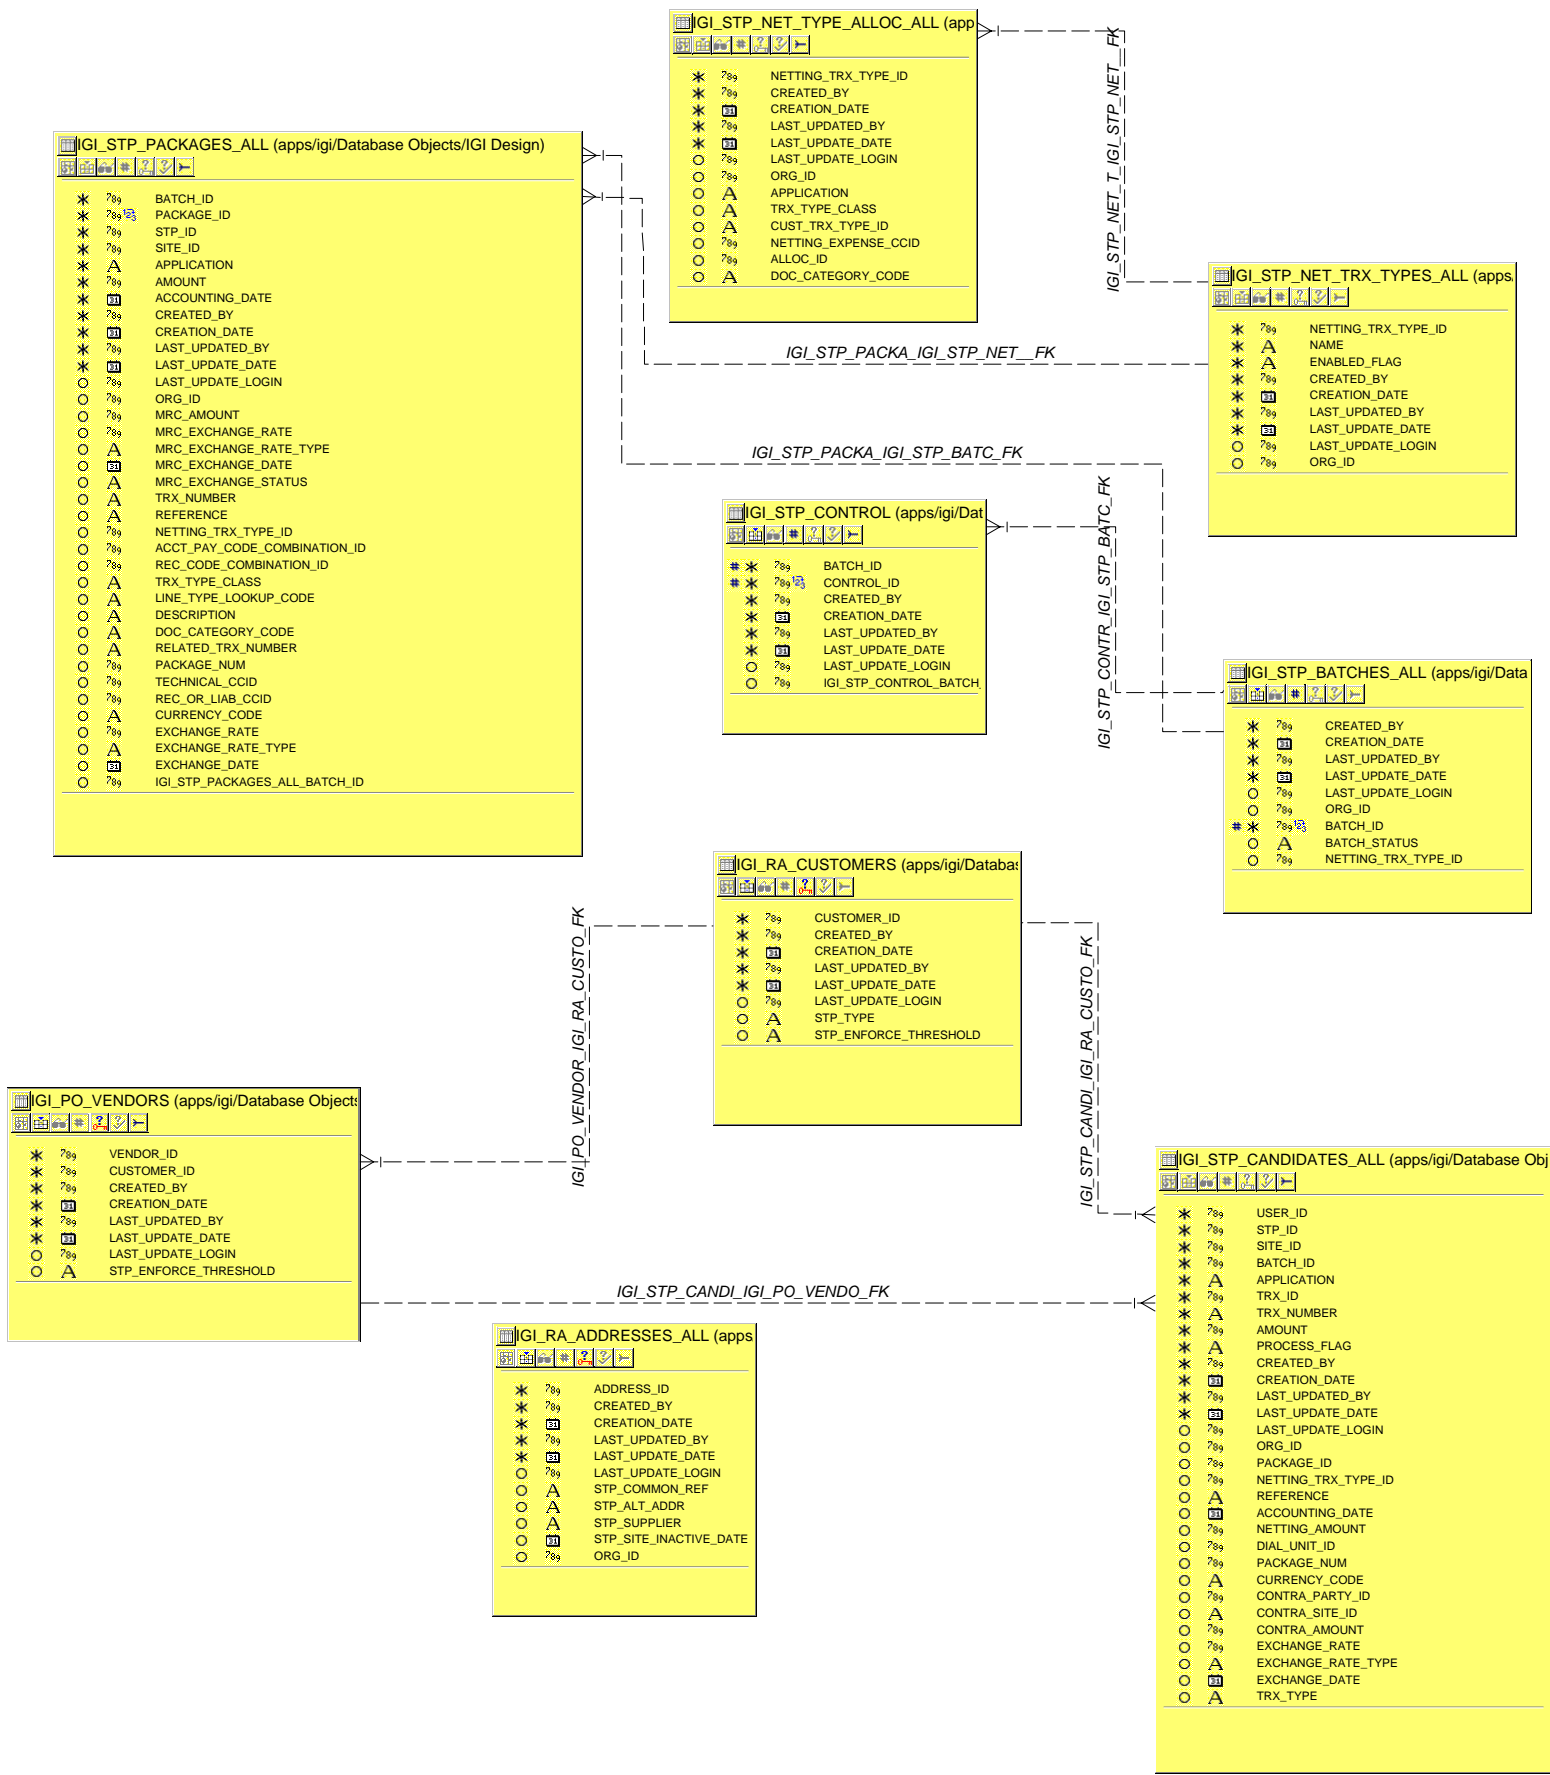 IGI_STP_NET_TYPE_ALLOC_ALL (app
NETTING_TRX_TYPE_ID
CREATED_BY
CREATION_DATE
LAST_UPDATED_BY
LAST_UPDATE_DATE
LAST_UPDATE_LOGIN
ORG_ID
APPLICATION
TRX_TYPE_CLASS
CUST_TRX_TYPE_ID
NETTING_EXPENSE_CCID
ALLOC_ID
DOC_CATEGORY_CODE
IGI_STP_NET_T_IGI_STP_NET__FK
IGI_STP_PACKAGES_ALL (apps/igi/Database Objects/IGI Design)
BATCH_ID
PACKAGE_ID
STP_ID
SITE_ID
APPLICATION
AMOUNT
ACCOUNTING_DATE
CREATED_BY
CREATION_DATE
LAST_UPDATED_BY
LAST_UPDATE_DATE
LAST_UPDATE_LOGIN
ORG_ID
MRC_AMOUNT
MRC_EXCHANGE_RATE
MRC_EXCHANGE_RATE_TYPE
MRC_EXCHANGE_DATE
MRC_EXCHANGE_STATUS
TRX_NUMBER
REFERENCE
NETTING_TRX_TYPE_ID
ACCT_PAY_CODE_COMBINATION_ID
REC_CODE_COMBINATION_ID
TRX_TYPE_CLASS
LINE_TYPE_LOOKUP_CODE
DESCRIPTION
DOC_CATEGORY_CODE
RELATED_TRX_NUMBER
PACKAGE_NUM
TECHNICAL_CCID
REC_OR_LIAB_CCID
CURRENCY_CODE
EXCHANGE_RATE
EXCHANGE_RATE_TYPE
EXCHANGE_DATE
IGI_STP_PACKAGES_ALL_BATCH_ID
IGI_STP_NET_TRX_TYPES_ALL (apps/
NETTING_TRX_TYPE_ID
NAME
ENABLED_FLAG
CREATED_BY
CREATION_DATE
LAST_UPDATED_BY
LAST_UPDATE_DATE
LAST_UPDATE_LOGIN
ORG_ID
IGI_STP_PACKA_IGI_STP_NET__FK
IGI_STP_PACKA_IGI_STP_BATC_FK
IGI_STP_CONTROL (apps/igi/Dat
BATCH_ID
CONTROL_ID
CREATED_BY
CREATION_DATE
LAST_UPDATED_BY
LAST_UPDATE_DATE
LAST_UPDATE_LOGIN
IGI_STP_CONTROL_BATCH_
IGI_STP_CONTR_IGI_STP_BATC_FK
IGI_STP_BATCHES_ALL (apps/igi/Data
CREATED_BY
CREATION_DATE
LAST_UPDATED_BY
LAST_UPDATE_DATE
LAST_UPDATE_LOGIN
ORG_ID
BATCH_ID
BATCH_STATUS
NETTING_TRX_TYPE_ID
IGI_RA_CUSTOMERS (apps/igi/Databas
CUSTOMER_ID
CREATED_BY
CREATION_DATE
LAST_UPDATED_BY
LAST_UPDATE_DATE
LAST_UPDATE_LOGIN
STP_TYPE
STP_ENFORCE_THRESHOLD
IGI_PO_VENDOR_IGI_RA_CUSTO_FK
IGI_STP_CANDI_IGI_RA_CUSTO_FK
IGI_PO_VENDORS (apps/igi/Database Objects
VENDOR_ID
CUSTOMER_ID
CREATED_BY
CREATION_DATE
LAST_UPDATED_BY
LAST_UPDATE_DATE
LAST_UPDATE_LOGIN
STP_ENFORCE_THRESHOLD
IGI_STP_CANDI_IGI_PO_VENDO_FK
IGI_STP_CANDIDATES_ALL (apps/igi/Database Obj
USER_ID
STP_ID
SITE_ID
BATCH_ID
APPLICATION
TRX_ID
TRX_NUMBER
AMOUNT
PROCESS_FLAG
CREATED_BY
CREATION_DATE
LAST_UPDATED_BY
LAST_UPDATE_DATE
LAST_UPDATE_LOGIN
ORG_ID
PACKAGE_ID
NETTING_TRX_TYPE_ID
REFERENCE
ACCOUNTING_DATE
NETTING_AMOUNT
DIAL_UNIT_ID
PACKAGE_NUM
CURRENCY_CODE
CONTRA_PARTY_ID
CONTRA_SITE_ID
CONTRA_AMOUNT
EXCHANGE_RATE
EXCHANGE_RATE_TYPE
EXCHANGE_DATE
TRX_TYPE
IGI_RA_ADDRESSES_ALL (apps
ADDRESS_ID
CREATED_BY
CREATION_DATE
LAST_UPDATED_BY
LAST_UPDATE_DATE
LAST_UPDATE_LOGIN
STP_COMMON_REF
STP_ALT_ADDR
STP_SUPPLIER
STP_SITE_INACTIVE_DATE
ORG_ID